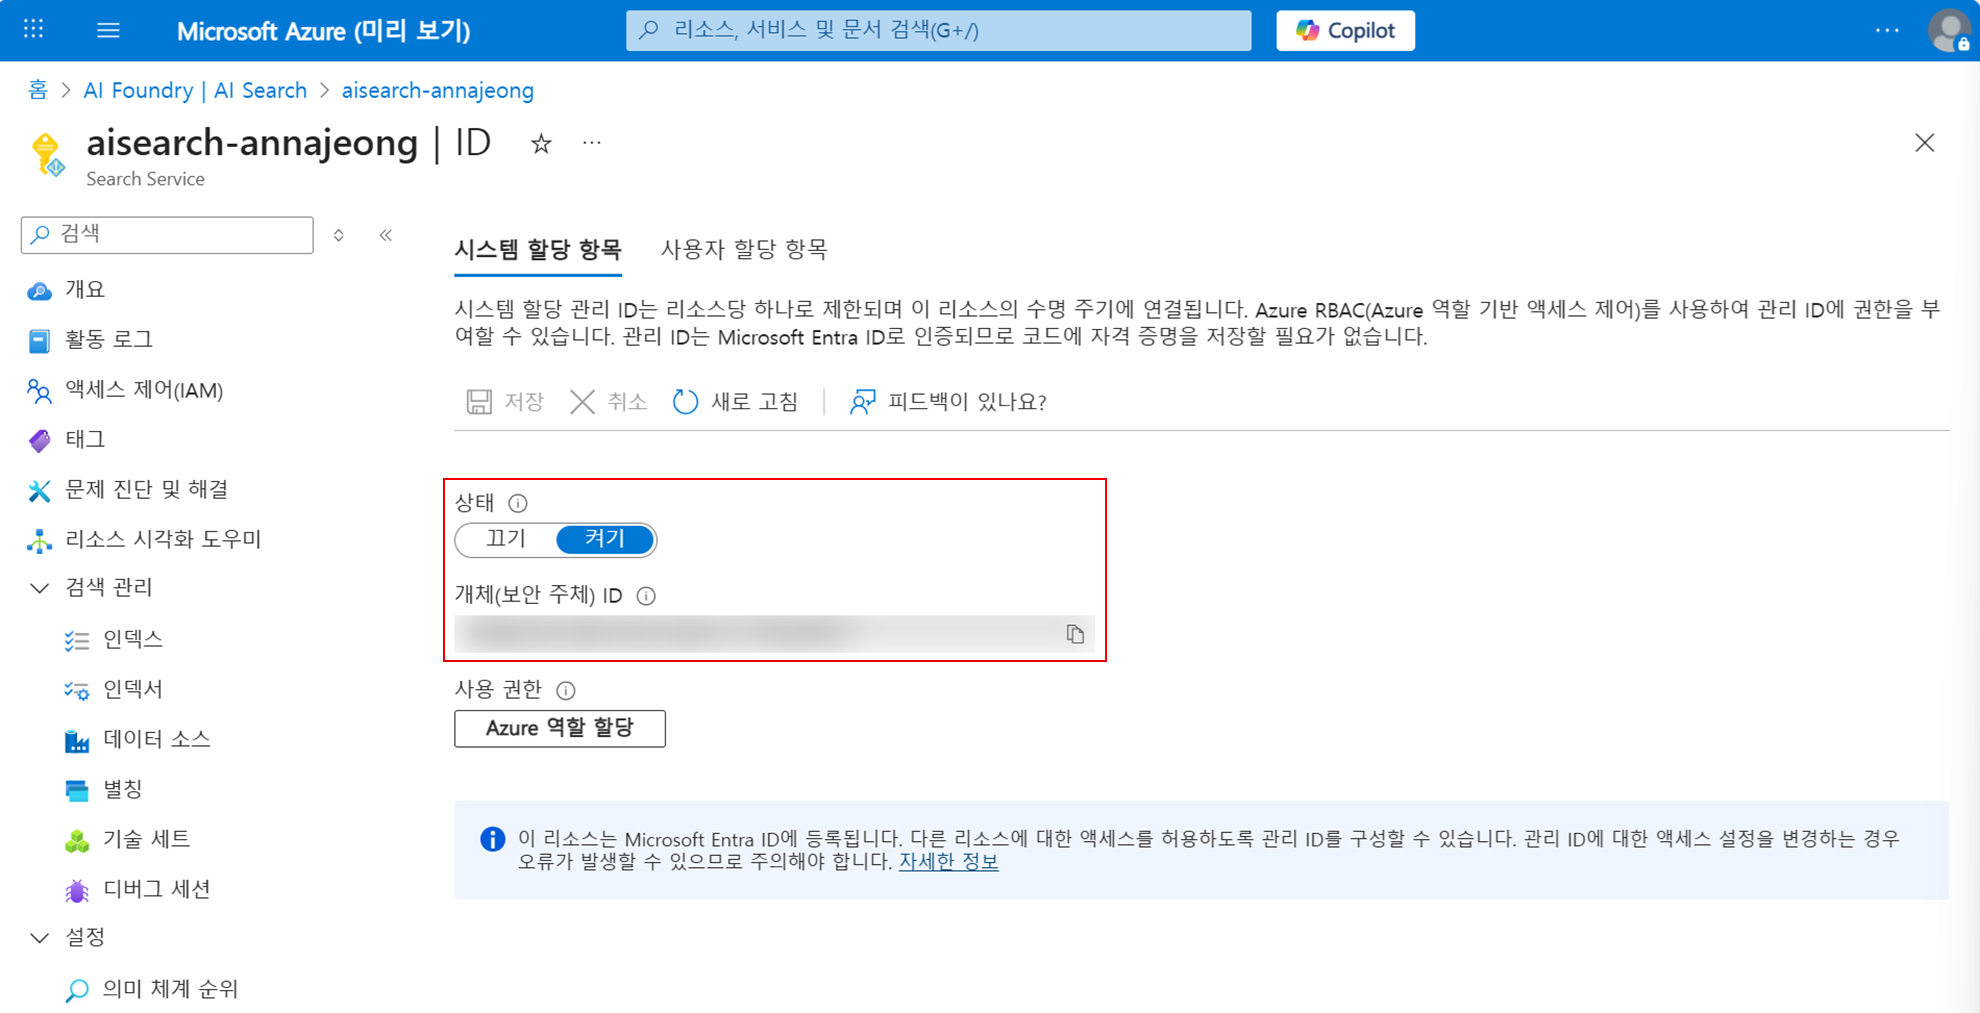 Microsoft Azure (미리 보기)
리소스, 서비스 및 문서 검색(G+/)
Copilot
홈 > AI Foundry | AI Search > aisearch-annajeong
aisearch-annajeong | ID
Search Service
검색
개요
활동 로그
액세스 제어(IAM)
태그
문제 진단 및 해결
리소스 시각화 도우미
검색 관리
인덱스
인덱서
데이터 소스
별칭
기술 세트
디버그 세션
설정
의미 체계 순위
시스템 할당 항목 사용자 할당 항목
시스템 할당 관리 ID는 리소스당 하나로 제한되며 이 리소스의 수명 주기에 연결됩니다. Azure RBAC(Azure 역할 기반 액세스 제어)를 사용하여 관리 ID에 권한을 부
여할 수 있습니다. 관리 ID는 Microsoft Entra ID로 인증되므로 코드에 자격 증명을 저장할 필요가 없습니다.
저장 취소 새로 고침 피드백이 있나요?
상태
끄기 켜기
개체(보안 주체) ID
사용 권한
Azure 역할 할당
이 리소스는 Microsoft Entra ID에 등록됩니다. 다른 리소스에 대한 액세스를 허용하도록 관리 ID를 구성할 수 있습니다. 관리 ID에 대한 액세스 설정을 변경하는 경우
오류가 발생할 수 있으므로 주의해야 합니다. 자세한 정보